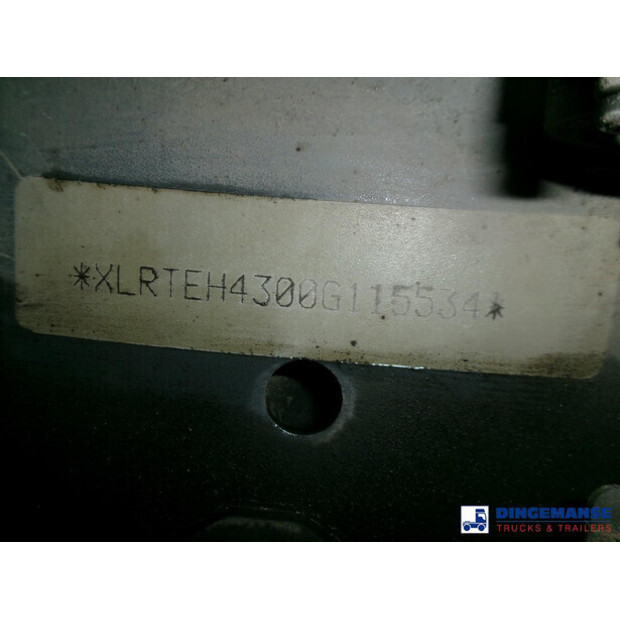 *XLRTEH4300G115534*
DINGEMANSE
TRUCKS & TRAILERS